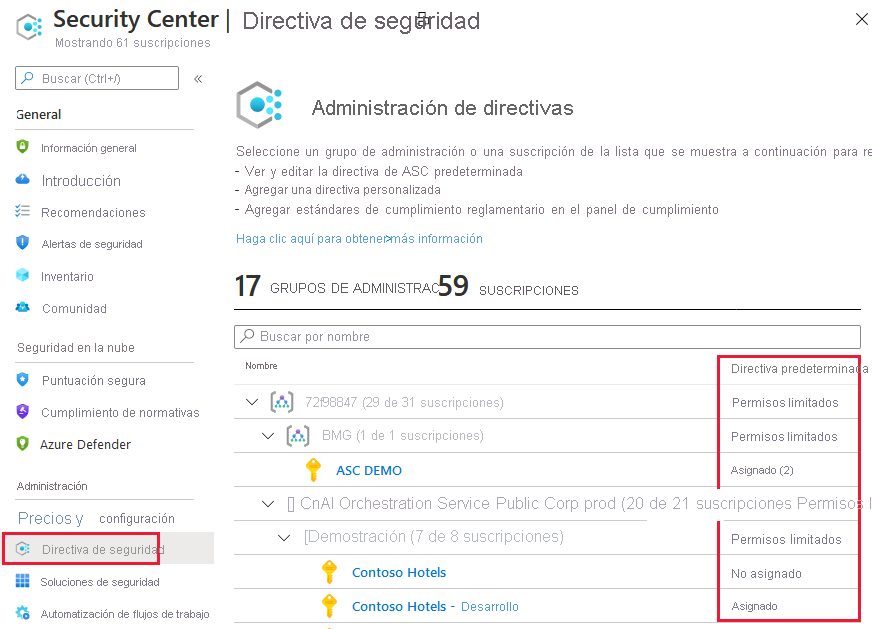 Security Center | Directiva de seguridad
Mostrando 61 suscripciones
Buscar (Ctrl+/)
«
General
Información general
Introducción
Recomendaciones
Alertas de seguridad
Inventario
Comunidad
Seguridad en la nube
Puntuación segura
Cumplimiento de normativas
Azure Defender
Administración
Precios y configuración
Directiva de seguridad
Soluciones de seguridad
Automatización de flujos de trabajo
Administración de directivas
Seleccione un grupo de administración o una suscripción de la lista que se muestra a continuación para re
- Ver y editar la directiva de ASC predeterminada
- Agregar una directiva personalizada
- Agregar estándares de cumplimiento reglamentario en el panel de cumplimiento
Haga clic aquí para obtener más información
17 GRUPOS DE ADMINISTRAC 59 SUSCRIPCIONES
Buscar por nombre
Nombre Directiva predeterminada
72f98847 (29 de 31 suscripciones) Permisos limitados
BMG (1 de 1 suscripciones) Permisos limitados
ASC DEMO Asignado (2)
[] CnAI Orchestration Service Public Corp prod (20 de 21 suscripciones Permisos l
[Demostración (7 de 8 suscripciones) Permisos limitados
Contoso Hotels No asignado
Contoso Hotels - Desarrollo Asignado